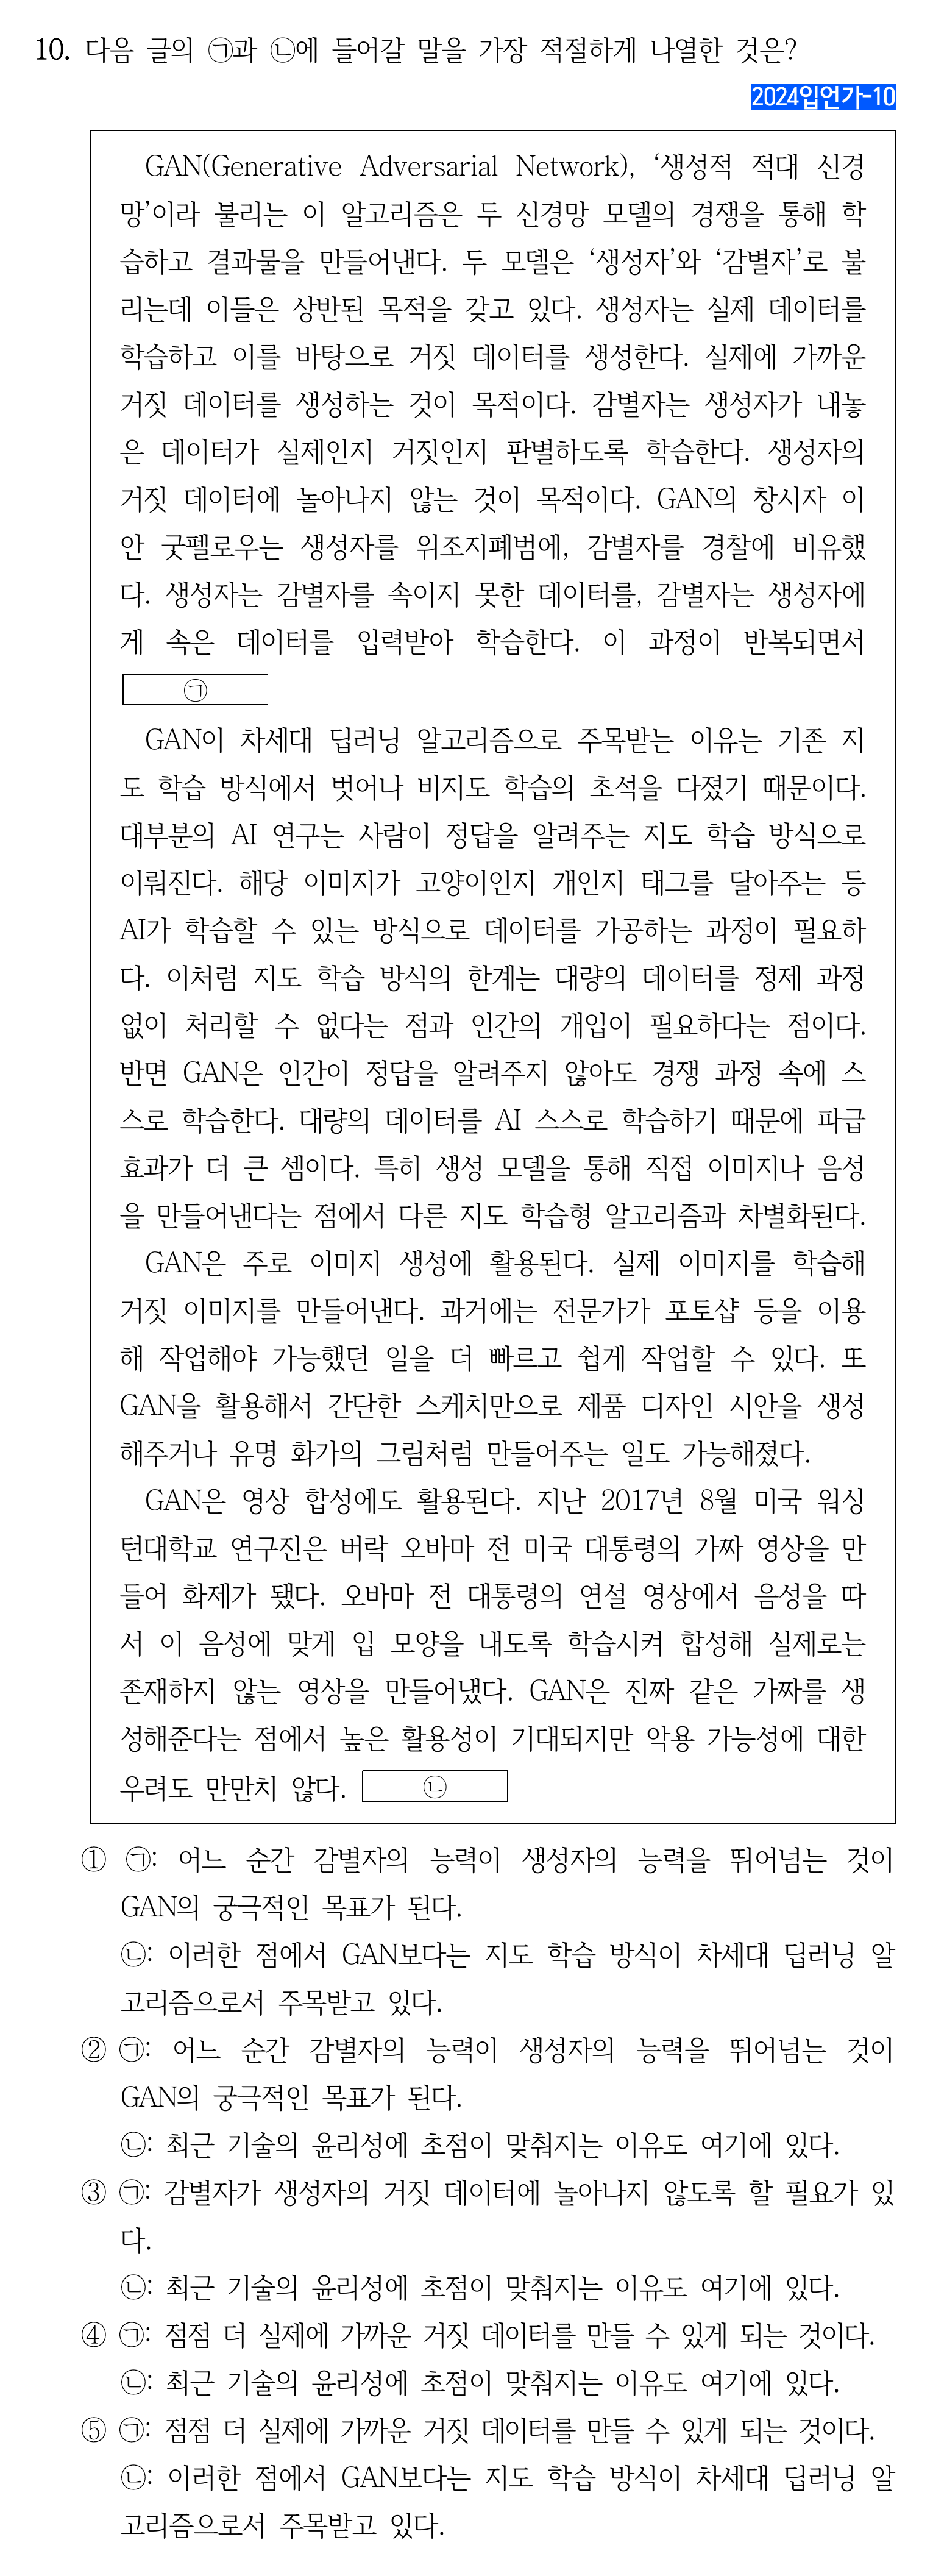 10. 다음 글의 ㉠과 ㉡에 들어갈 말을 가장 적절하게 나열한 것은?
2024입언가-10
GAN(Generative Adversarial Network), ‘생성적 적대 신경
망’이라 불리는 이 알고리즘은 두 신경망 모델의 경쟁을 통해 학
습하고 결과물을 만들어낸다. 두 모델은 ‘생성자’와 ‘감별자’로 불
리는데 이들은 상반된 목적을 갖고 있다. 생성자는 실제 데이터를
학습하고 이를 바탕으로 거짓 데이터를 생성한다. 실제에 가까운
거짓 데이터를 생성하는 것이 목적이다. 감별자는 생성자가 내놓
은 데이터가 실제인지 거짓인지 판별하도록 학습한다. 생성자의
거짓 데이터에 놀아나지 않는 것이 목적이다. GAN의 창시자 이
안 굿펠로우는 생성자를 위조지폐범에, 감별자를 경찰에 비유했
다. 생성자는 감별자를 속이지 못한 데이터를, 감별자는 생성자에
게 속은 데이터를 입력받아 학습한다. 이 과정이 반복되면서
㉠
GAN이 차세대 딥러닝 알고리즘으로 주목받는 이유는 기존 지
도 학습 방식에서 벗어나 비지도 학습의 초석을 다졌기 때문이다.
대부분의 AI 연구는 사람이 정답을 알려주는 지도 학습 방식으로
이뤄진다. 해당 이미지가 고양이인지 개인지 태그를 달아주는 등
AI가 학습할 수 있는 방식으로 데이터를 가공하는 과정이 필요하
다. 이처럼 지도 학습 방식의 한계는 대량의 데이터를 정제 과정
없이 처리할 수 없다는 점과 인간의 개입이 필요하다는 점이다.
반면 GAN은 인간이 정답을 알려주지 않아도 경쟁 과정 속에 스
스로 학습한다. 대량의 데이터를 AI 스스로 학습하기 때문에 파급
효과가 더 큰 셈이다. 특히 생성 모델을 통해 직접 이미지나 음성
을 만들어낸다는 점에서 다른 지도 학습형 알고리즘과 차별화된다.
GAN은 주로 이미지 생성에 활용된다. 실제 이미지를 학습해
거짓 이미지를 만들어낸다. 과거에는 전문가가 포토샵 등을 이용
해 작업해야 가능했던 일을 더 빠르고 쉽게 작업할 수 있다. 또
GAN을 활용해서 간단한 스케치만으로 제품 디자인 시안을 생성
해주거나 유명 화가의 그림처럼 만들어주는 일도 가능해졌다.
GAN은 영상 합성에도 활용된다. 지난 2017년 8월 미국 워싱
턴대학교 연구진은 버락 오바마 전 미국 대통령의 가짜 영상을 만
들어 화제가 됐다. 오바마 전 대통령의 연설 영상에서 음성을 따
서 이 음성에 맞게 입 모양을 내도록 학습시켜 합성해 실제로는
존재하지 않는 영상을 만들어냈다. GAN은 진짜 같은 가짜를 생
성해준다는 점에서 높은 활용성이 기대되지만 악용 가능성에 대한
우려도 만만치 않다. ㉡
① ㉠: 어느 순간 감별자의 능력이 생성자의 능력을 뛰어넘는 것이
GAN의 궁극적인 목표가 된다.
㉡: 이러한 점에서 GAN보다는 지도 학습 방식이 차세대 딥러닝 알
고리즘으로서 주목받고 있다.
② ㉠: 어느 순간 감별자의 능력이 생성자의 능력을 뛰어넘는 것이
GAN의 궁극적인 목표가 된다.
㉡: 최근 기술의 윤리성에 초점이 맞춰지는 이유도 여기에 있다.
③ ㉠: 감별자가 생성자의 거짓 데이터에 놀아나지 않도록 할 필요가 있
다.
㉡: 최근 기술의 윤리성에 초점이 맞춰지는 이유도 여기에 있다.
④ ㉠: 점점 더 실제에 가까운 거짓 데이터를 만들 수 있게 되는 것이다.
㉡: 최근 기술의 윤리성에 초점이 맞춰지는 이유도 여기에 있다.
⑤ ㉠: 점점 더 실제에 가까운 거짓 데이터를 만들 수 있게 되는 것이다.
㉡: 이러한 점에서 GAN보다는 지도 학습 방식이 차세대 딥러닝 알
고리즘으로서 주목받고 있다.